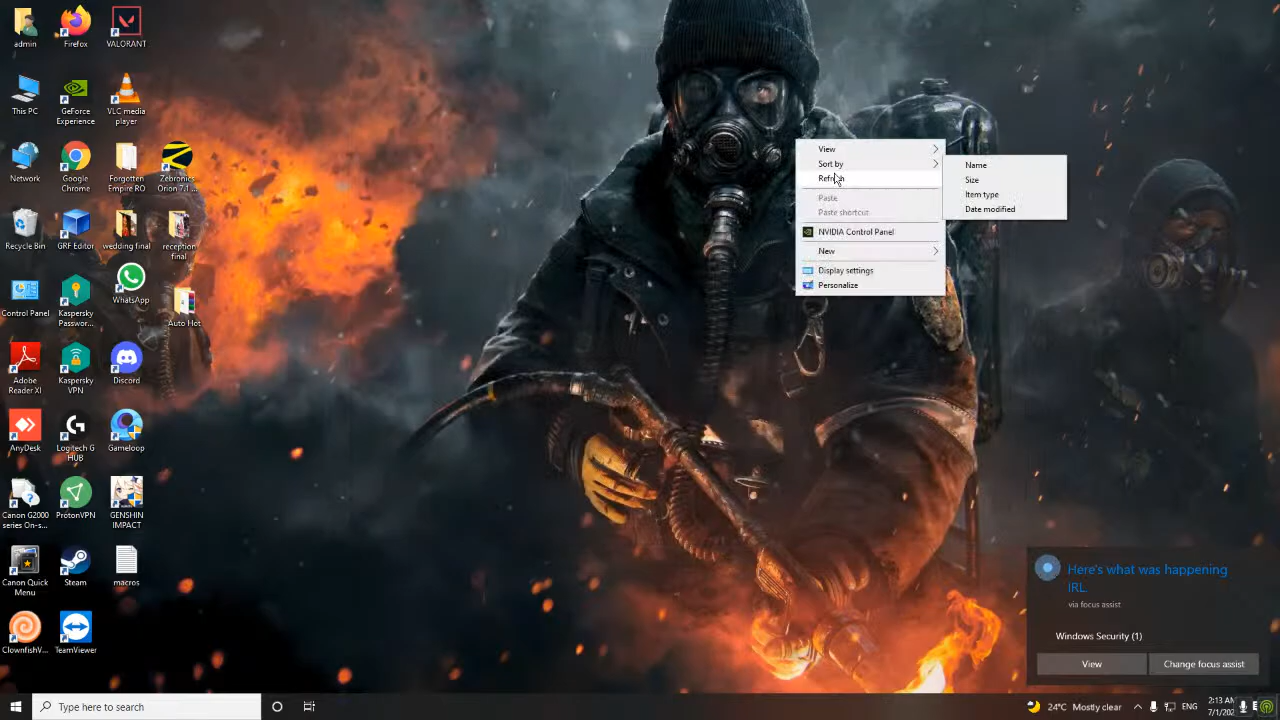 admin
Firefox
VALORANT
This PC
GeForce
Experience
VLC media
player
Network
Google
Chrome
Forgotten
Empire RO
Zebronics
Orion 7.1 ...
Recycle Bin
GRF Editor
wedding final
reception
final
Control Panel
Kaspersky
Passwor...
WhatsApp
Auto Hot
Adobe
Reader XI
Kaspersky
VPN
Discord
AnyDesk
Logitech G
HUB
Gameloop
Canon G2000
series On-s...
ProtonVPN
GENSHIN
IMPACT
Canon Quick
Menu
Steam
macros
ClownfishV...
TeamViewer
View
Sort by
Refresh
Paste
Paste shortcut
NVIDIA Control Panel
New
Display settings
Personalize
Name
Size
Item type
Date modified
Here's what was happening
IRL.
via focus assist
Windows Security (1)
View
Change focus assist
Type here to search
24°C Mostly clear
ENG
2:13 AM